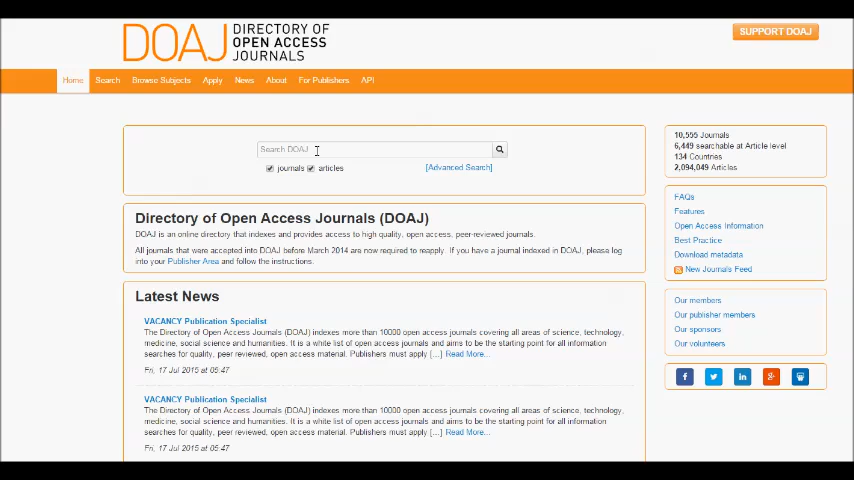 DOAJ DIRECTORY OF
OPEN ACCESS
JOURNALS
SUPPORT DOAJ
Home Search Browse Subjects Apply News About For Publishers API
Search DOAJ
journals articles [Advanced Search]
Directory of Open Access Journals (DOAJ)
DOAJ is an online directory that indexes and provides access to high quality, open access, peer-reviewed journals.
All journals that were accepted into DOAJ before March 2014 are now required to reapply. If you have a journal indexed in DOAJ, please log
into your Publisher Area and follow the instructions.
Latest News
VACANCY Publication Specialist
The Directory of Open Access Journals (DOAJ) indexes more than 10000 open access journals covering all areas of science, technology,
medicine, social science and humanities. It is a white list of open access journals and aims to be the starting point for all information
searches for quality, peer reviewed, open access material. Publishers must apply […] Read More...
Fri, 17 Jul 2015 at 05:47
VACANCY Publication Specialist
The Directory of Open Access Journals (DOAJ) indexes more than 10000 open access journals covering all areas of science, technology,
medicine, social science and humanities. It is a white list of open access journals and aims to be the starting point for all information
searches for quality, peer reviewed, open access material. Publishers must apply […] Read More...
Fri, 17 Jul 2015 at 05:47
10,555 Journals
6,449 searchable at Article level
134 Countries
2,094,049 Articles
FAQs
Features
Open Access Information
Best Practice
Download metadata
New Journals Feed
Our members
Our publisher members
Our sponsors
Our volunteers